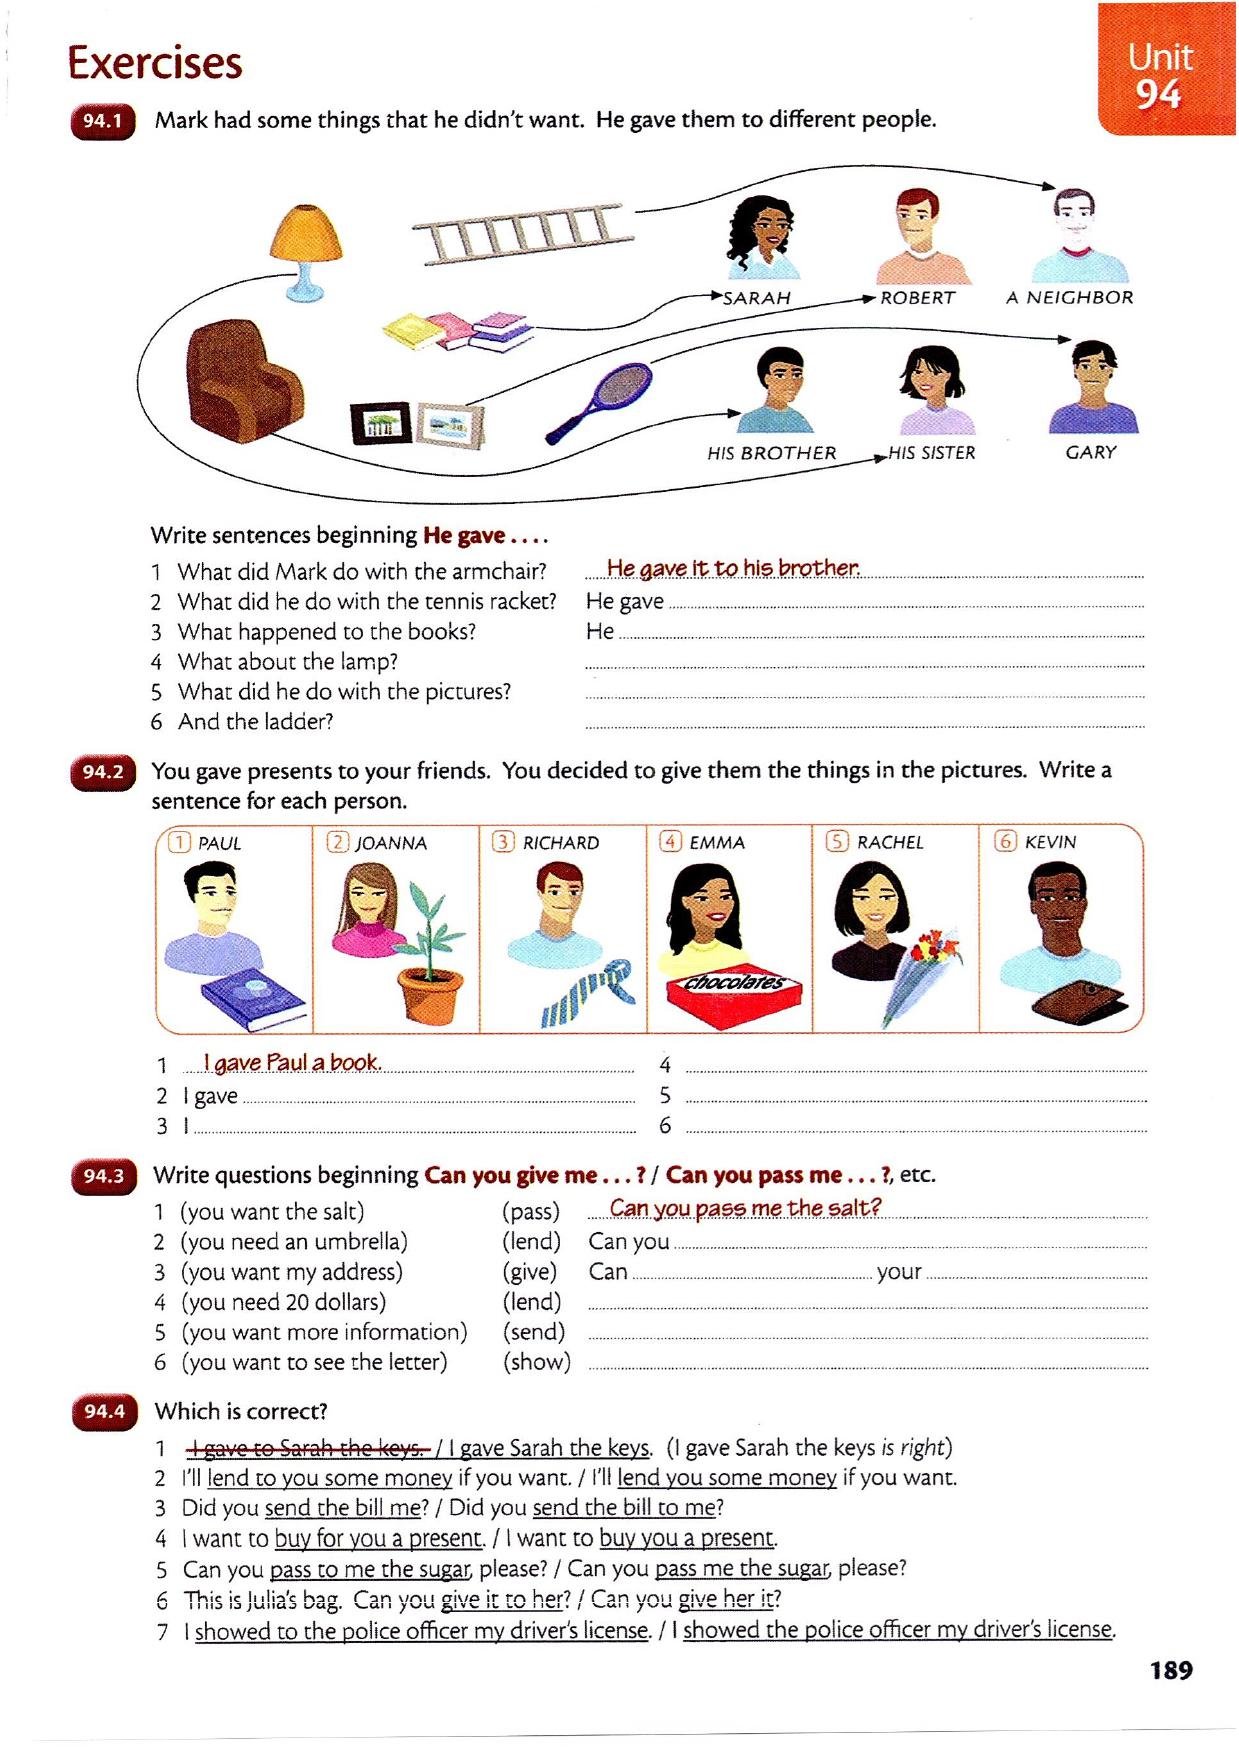 Exercises
Unit
94
94.1 Mark had some things that he didn't want. He gave them to different people.
SARAH ROBERT A NEIGHBOR
HIS BROTHER HIS SISTER GARY
Write sentences beginning He gave . . . .
1 What did Mark do with the armchair? He gave it to his brother.
2 What did he do with the tennis racket? He gave
3 What happened to the books? He
4 What about the lamp?
5 What did he do with the pictures?
6 And the ladder?
94.2 You gave presents to your friends. You decided to give them the things in the pictures. Write a
sentence for each person.
1 PAUL 2 JOANNA 3 RICHARD 4 EMMA 5 RACHEL 6 KEVIN
chocolates
1 I gave Paul a book. 4
2 I gave 5
3 I 6
94.3 Write questions beginning Can you give me . . . ? / Can you pass me . . . ?, etc.
1 (you want the salt) (pass) Can you pass me the salt?
2 (you need an umbrella) (lend) Can you
3 (you want my address) (give) Can your
4 (you need 20 dollars) (lend)
5 (you want more information) (send)
6 (you want to see the letter) (show)
94.4 Which is correct?
1 I gave to Sarah the keys. / I gave Sarah the keys. (I gave Sarah the keys is right)
2 I'll lend to you some money if you want. / I'll lend you some money if you want.
3 Did you send the bill me? / Did you send the bill to me?
4 I want to buy for you a present. / I want to buy you a present.
5 Can you pass to me the sugar, please? / Can you pass me the sugar, please?
6 This is Julia's bag. Can you give it to her? / Can you give her it?
7 I showed to the police officer my driver's license. / I showed the police officer my driver's license.
189